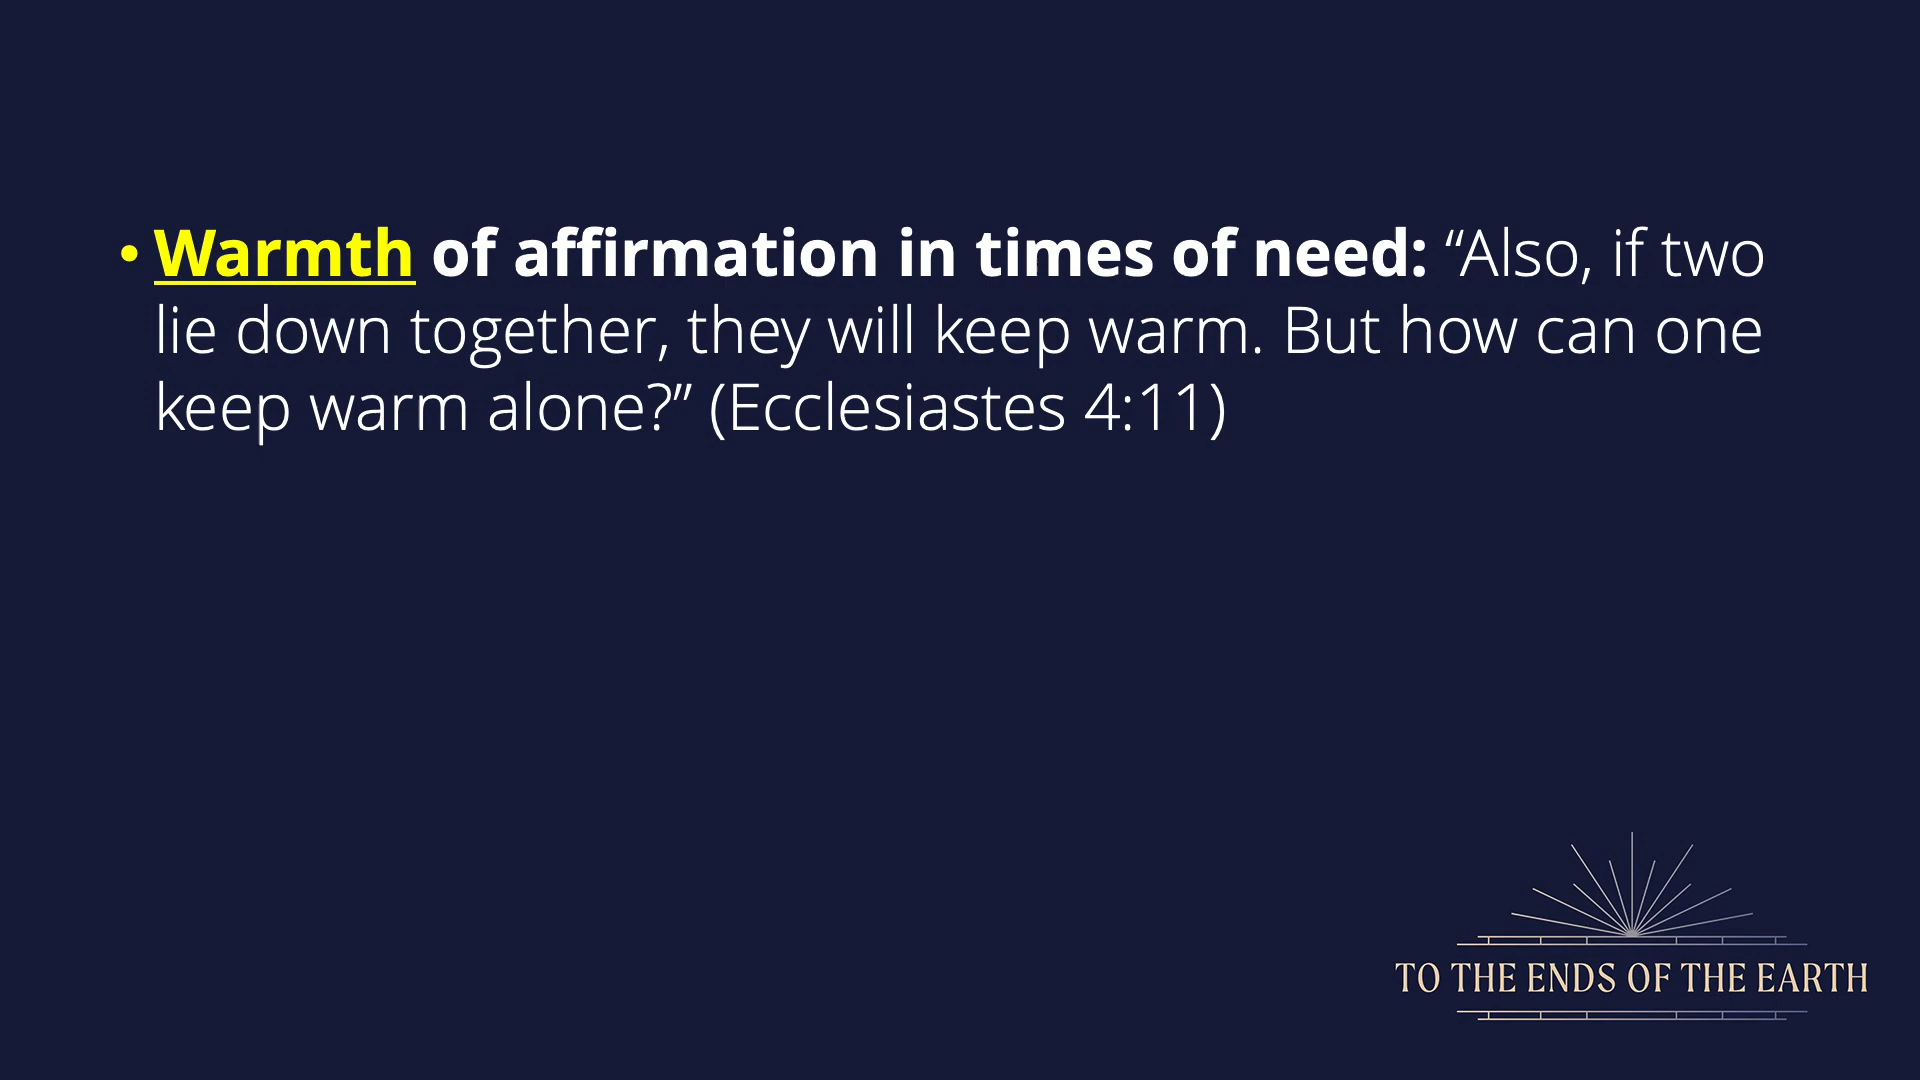 • Warmth of affirmation in times of need: “Also, if two
lie down together, they will keep warm. But how can one
keep warm alone?” (Ecclesiastes 4:11)
TO THE ENDS OF THE EARTH